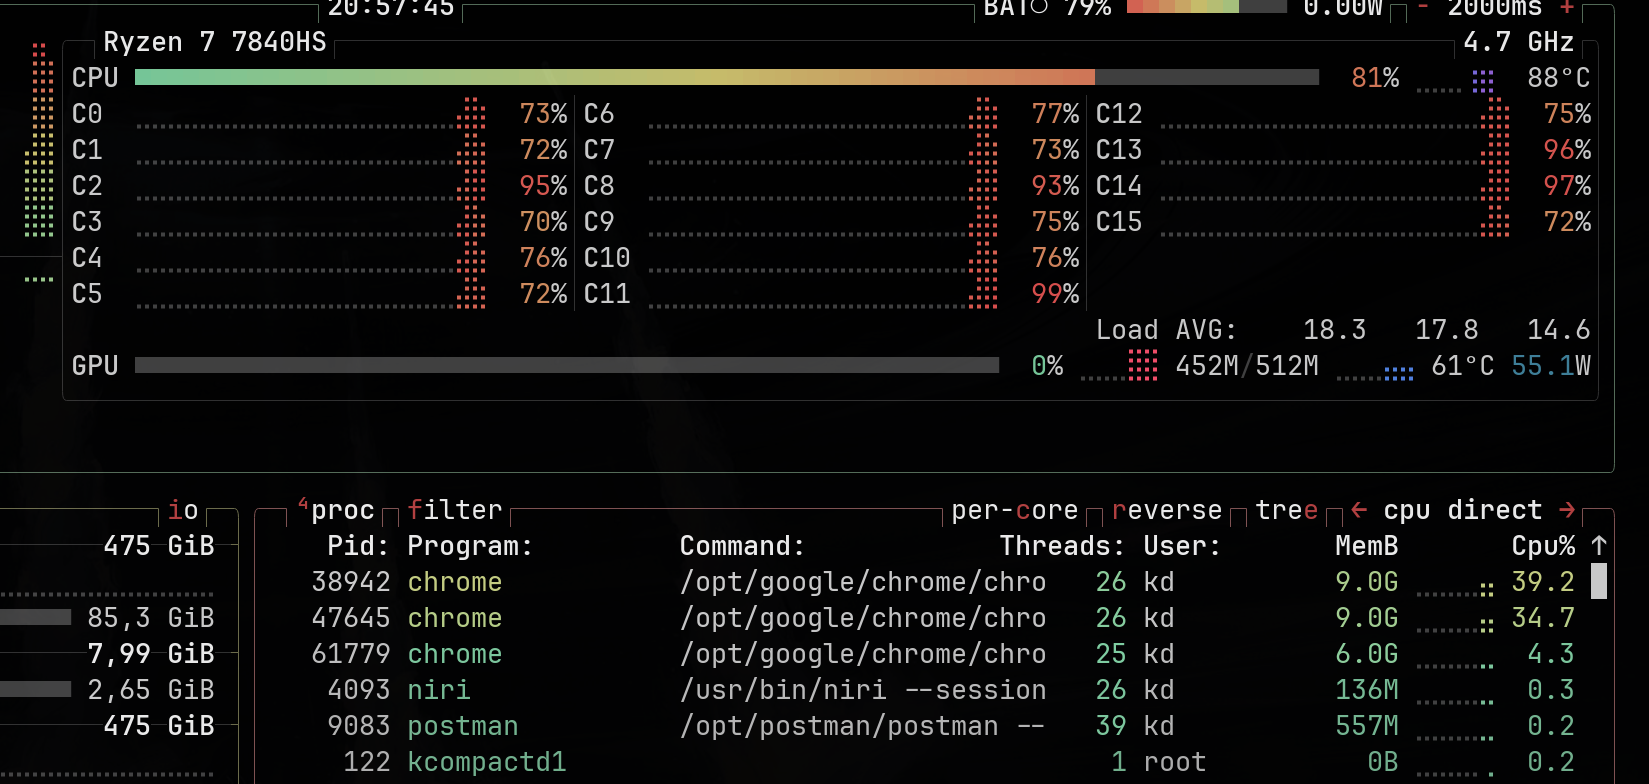 20:57:45 BAT○ 79% 0.00W - 2000ms +
Ryzen 7 7840HS 4.7 GHz
CPU 81% 88°C
C0 73% C6 77% C12 75%
C1 72% C7 73% C13 96%
C2 95% C8 93% C14 97%
C3 70% C9 75% C15 72%
C4 76% C10 76%
C5 72% C11 99%
Load AVG: 18.3 17.8 14.6
GPU 0% 452M/512M 61°C 55.1W
io ⁴proc filter per-core reverse tree ← cpu direct →
475 GiB Pid: Program: Command: Threads: User: MemB Cpu% ↑
38942 chrome /opt/google/chrome/chro 26 kd 9.0G 39.2
85,3 GiB 47645 chrome /opt/google/chrome/chro 26 kd 9.0G 34.7
7,99 GiB 61779 chrome /opt/google/chrome/chro 25 kd 6.0G 4.3
2,65 GiB 4093 niri /usr/bin/niri --session 26 kd 136M 0.3
475 GiB 9083 postman /opt/postman/postman -- 39 kd 557M 0.2
122 kcompactd1 1 root 0B 0.2